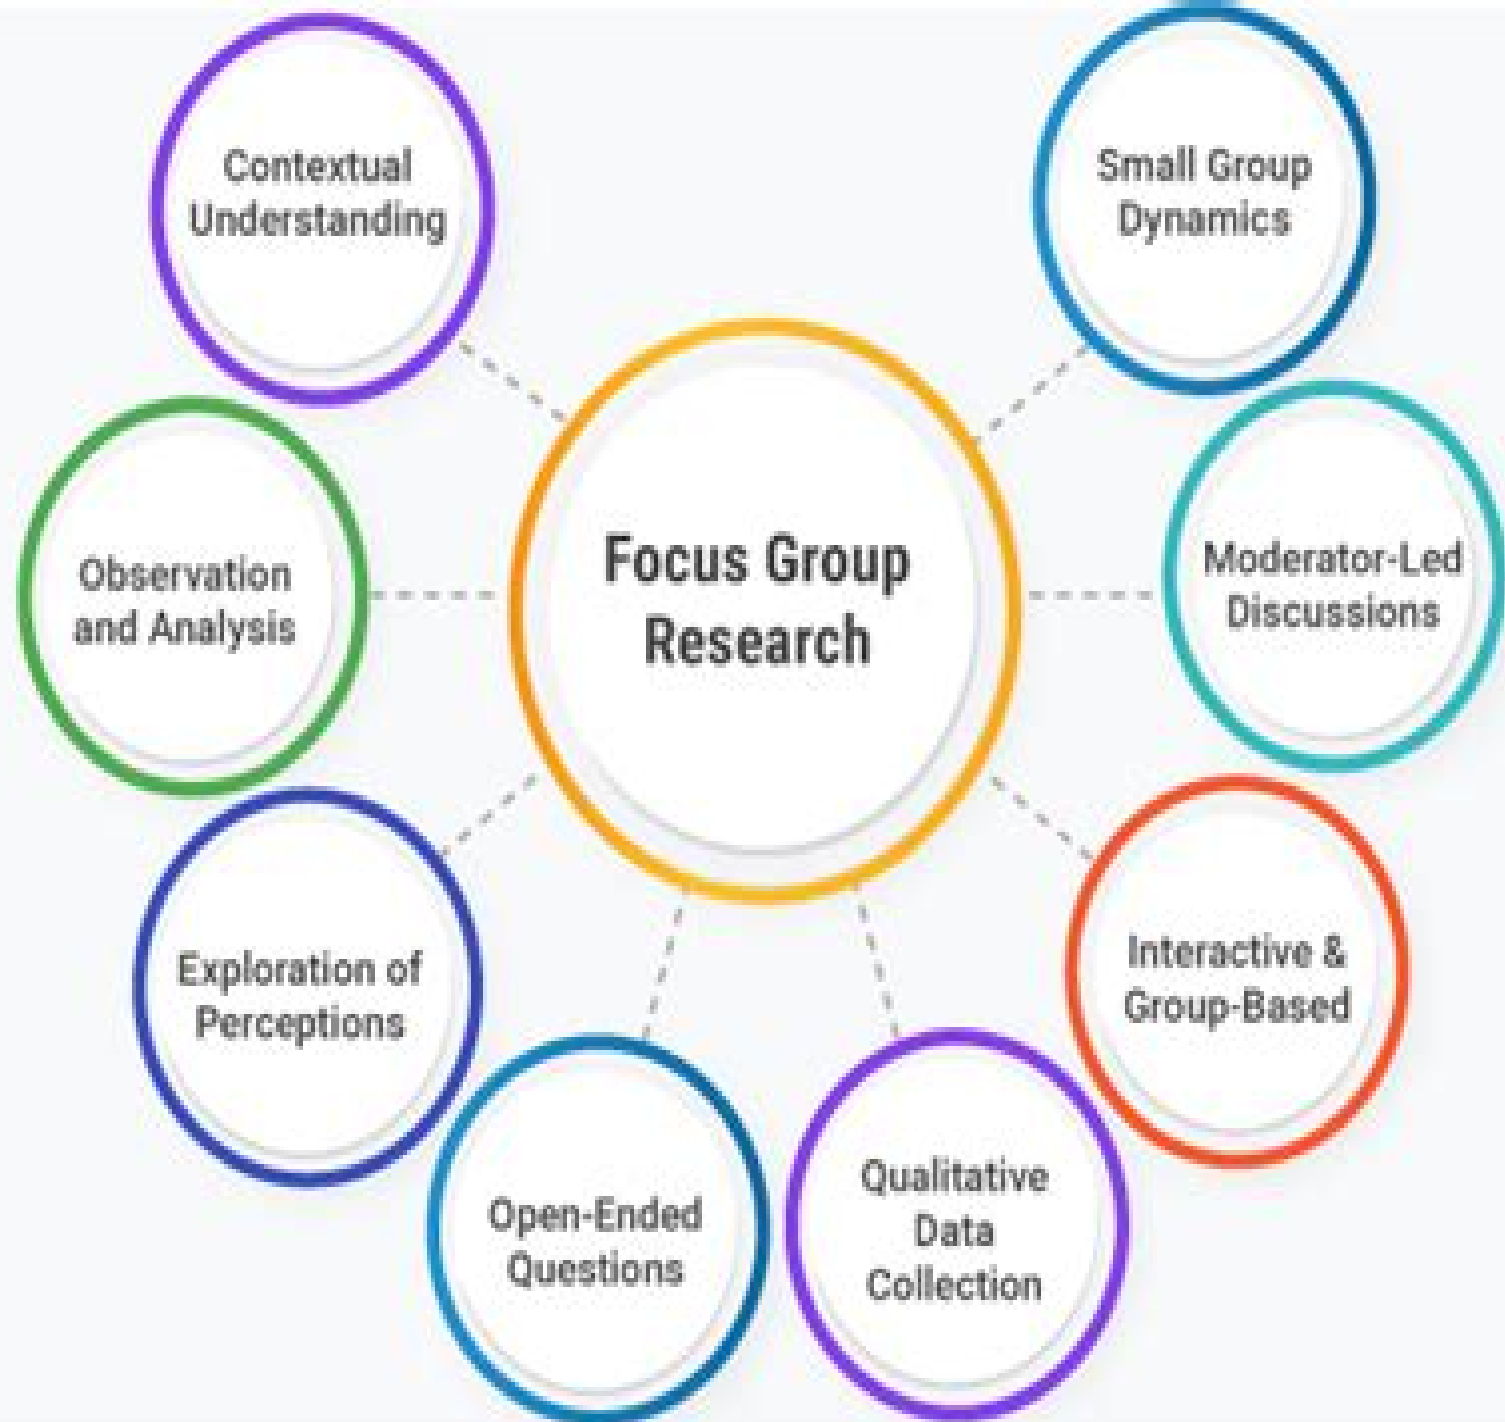 Contextual
Understanding
Small Group
Dynamics
Focus Group
Research
Observation
and Analysis
Moderator-Led
Discussions
Exploration of
Perceptions
Interactive &
Group-Based
Open-Ended
Questions
Qualitative
Data
Collection